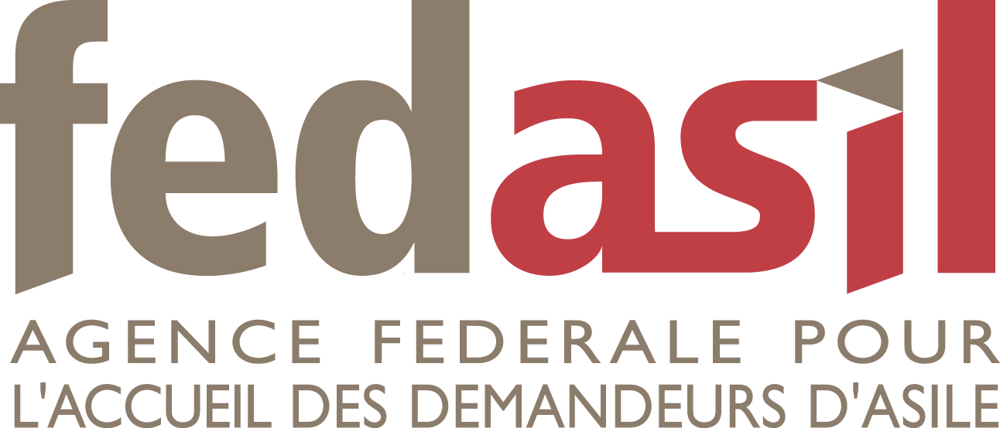 fedasil
AGENCE FEDERALE POUR
L'ACCUEIL DES DEMANDEURS D'ASILE